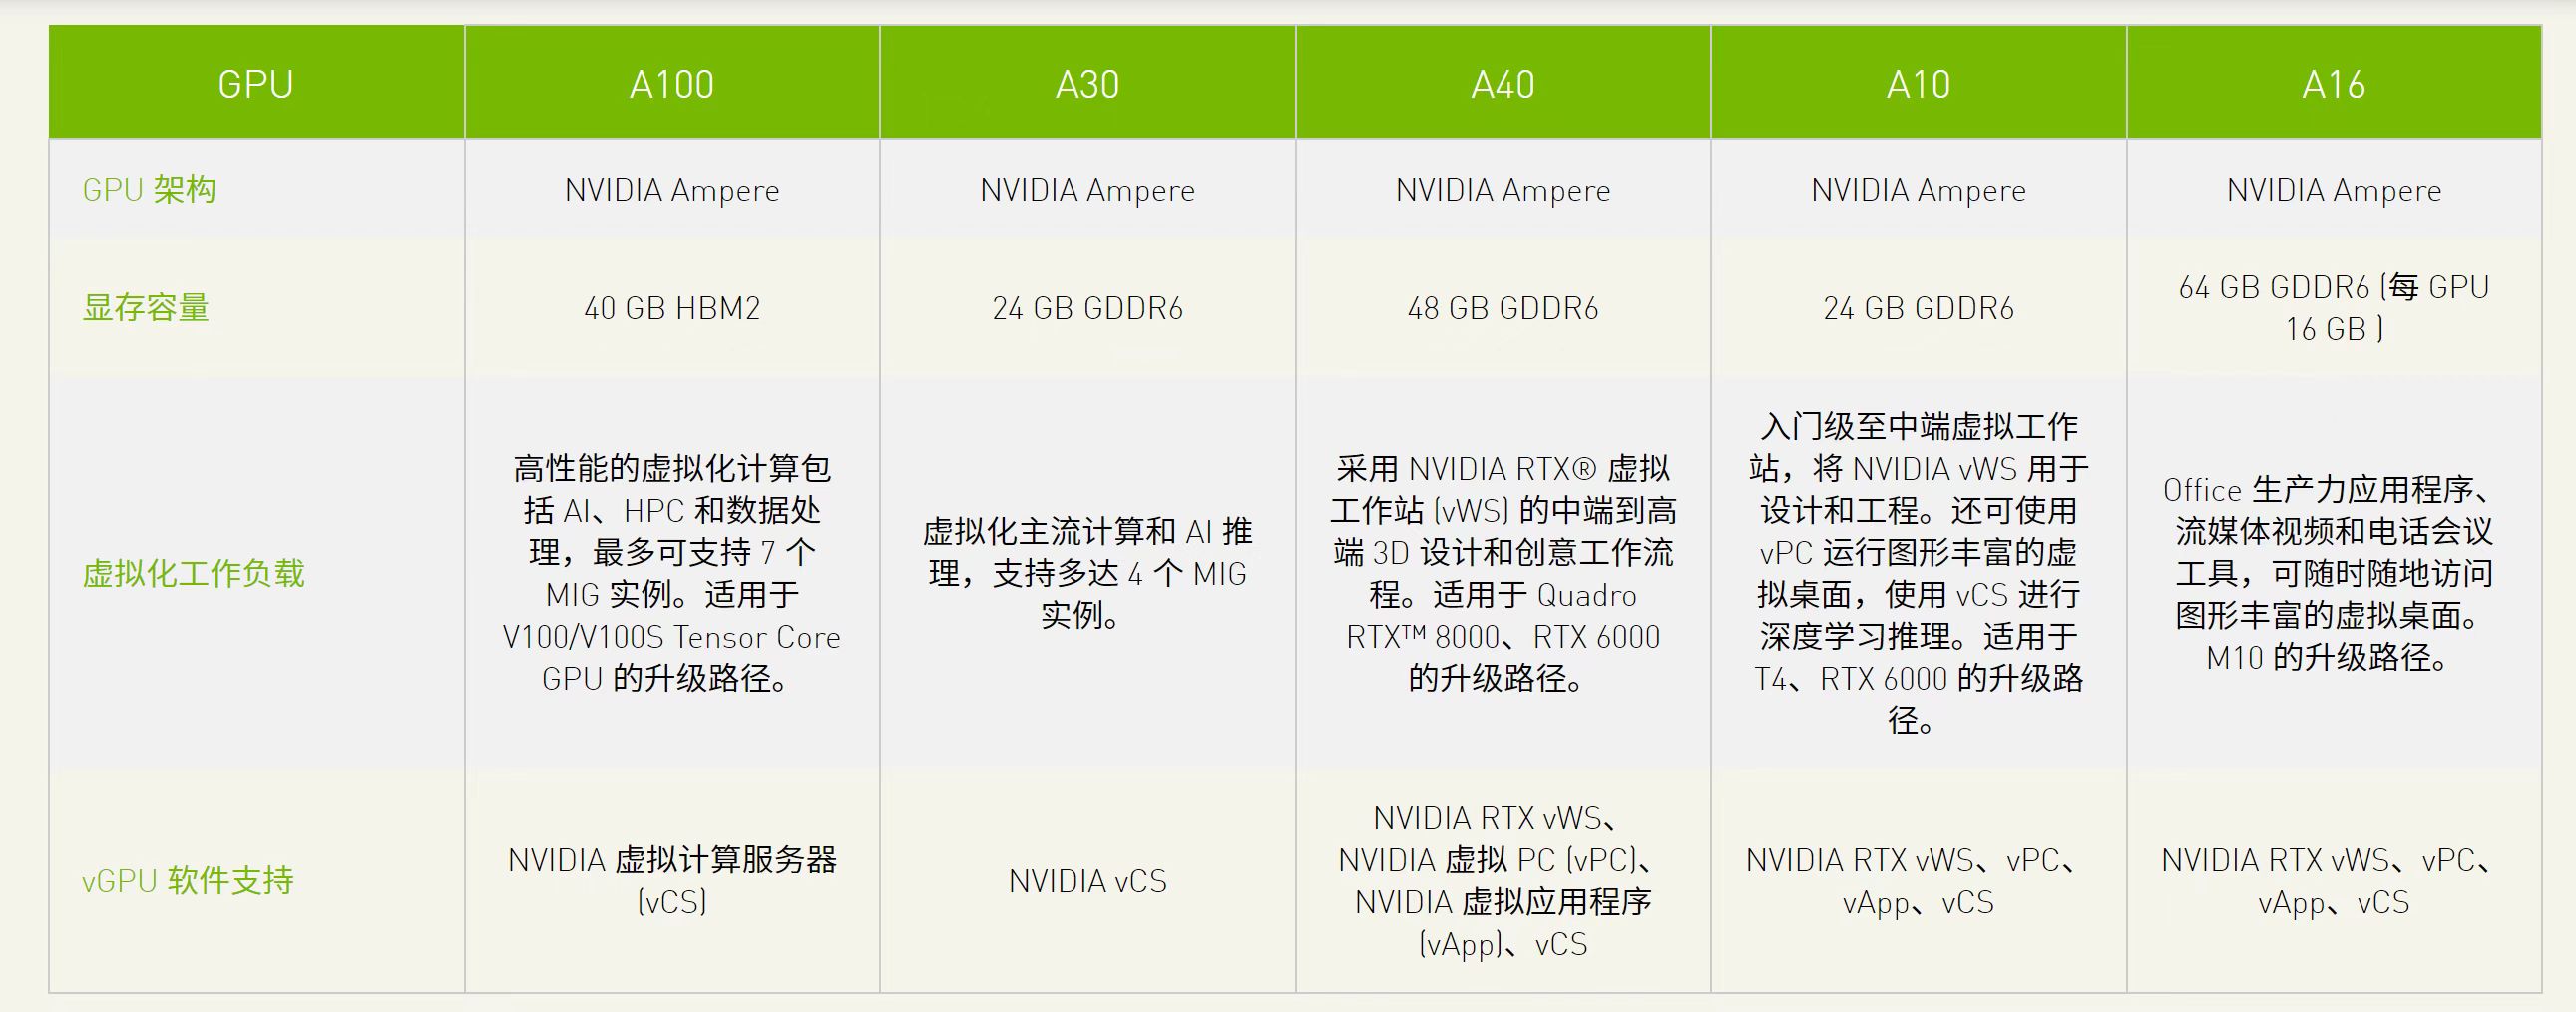 GPU
A100
A30
A40
A10
A16
GPU 架构
NVIDIA Ampere
NVIDIA Ampere
NVIDIA Ampere
NVIDIA Ampere
NVIDIA Ampere
显存容量
40 GB HBM2
24 GB GDDR6
48 GB GDDR6
24 GB GDDR6
64 GB GDDR6 (每 GPU
16 GB )
虚拟化工作负载
高性能的虚拟化计算包
括 AI、HPC 和数据处
理，最多可支持 7 个
MIG 实例。适用于
V100/V100S Tensor Core
GPU 的升级路径。
虚拟化主流计算和 AI 推
理，支持多达 4 个 MIG
实例。
采用 NVIDIA RTX® 虚拟
工作站 (vWS) 的中端到高
端 3D 设计和创意工作流
程。适用于 Quadro
RTX™ 8000、RTX 6000
的升级路径。
入门级至中端虚拟工作
站，将 NVIDIA vWS 用于
设计和工程。还可使用
vPC 运行图形丰富的虚
拟桌面，使用 vCS 进行
深度学习推理。适用于
T4、RTX 6000 的升级路
径。
Office 生产力应用程序、
流媒体视频和电话会议
工具，可随时随地访问
图形丰富的虚拟桌面。
M10 的升级路径。
vGPU 软件支持
NVIDIA 虚拟计算服务器
(vCS)
NVIDIA vCS
NVIDIA RTX vWS、
NVIDIA 虚拟 PC (vPC)、
NVIDIA 虚拟应用程序
(vApp)、vCS
NVIDIA RTX vWS、vPC、
vApp、vCS
NVIDIA RTX vWS、vPC、
vApp、vCS